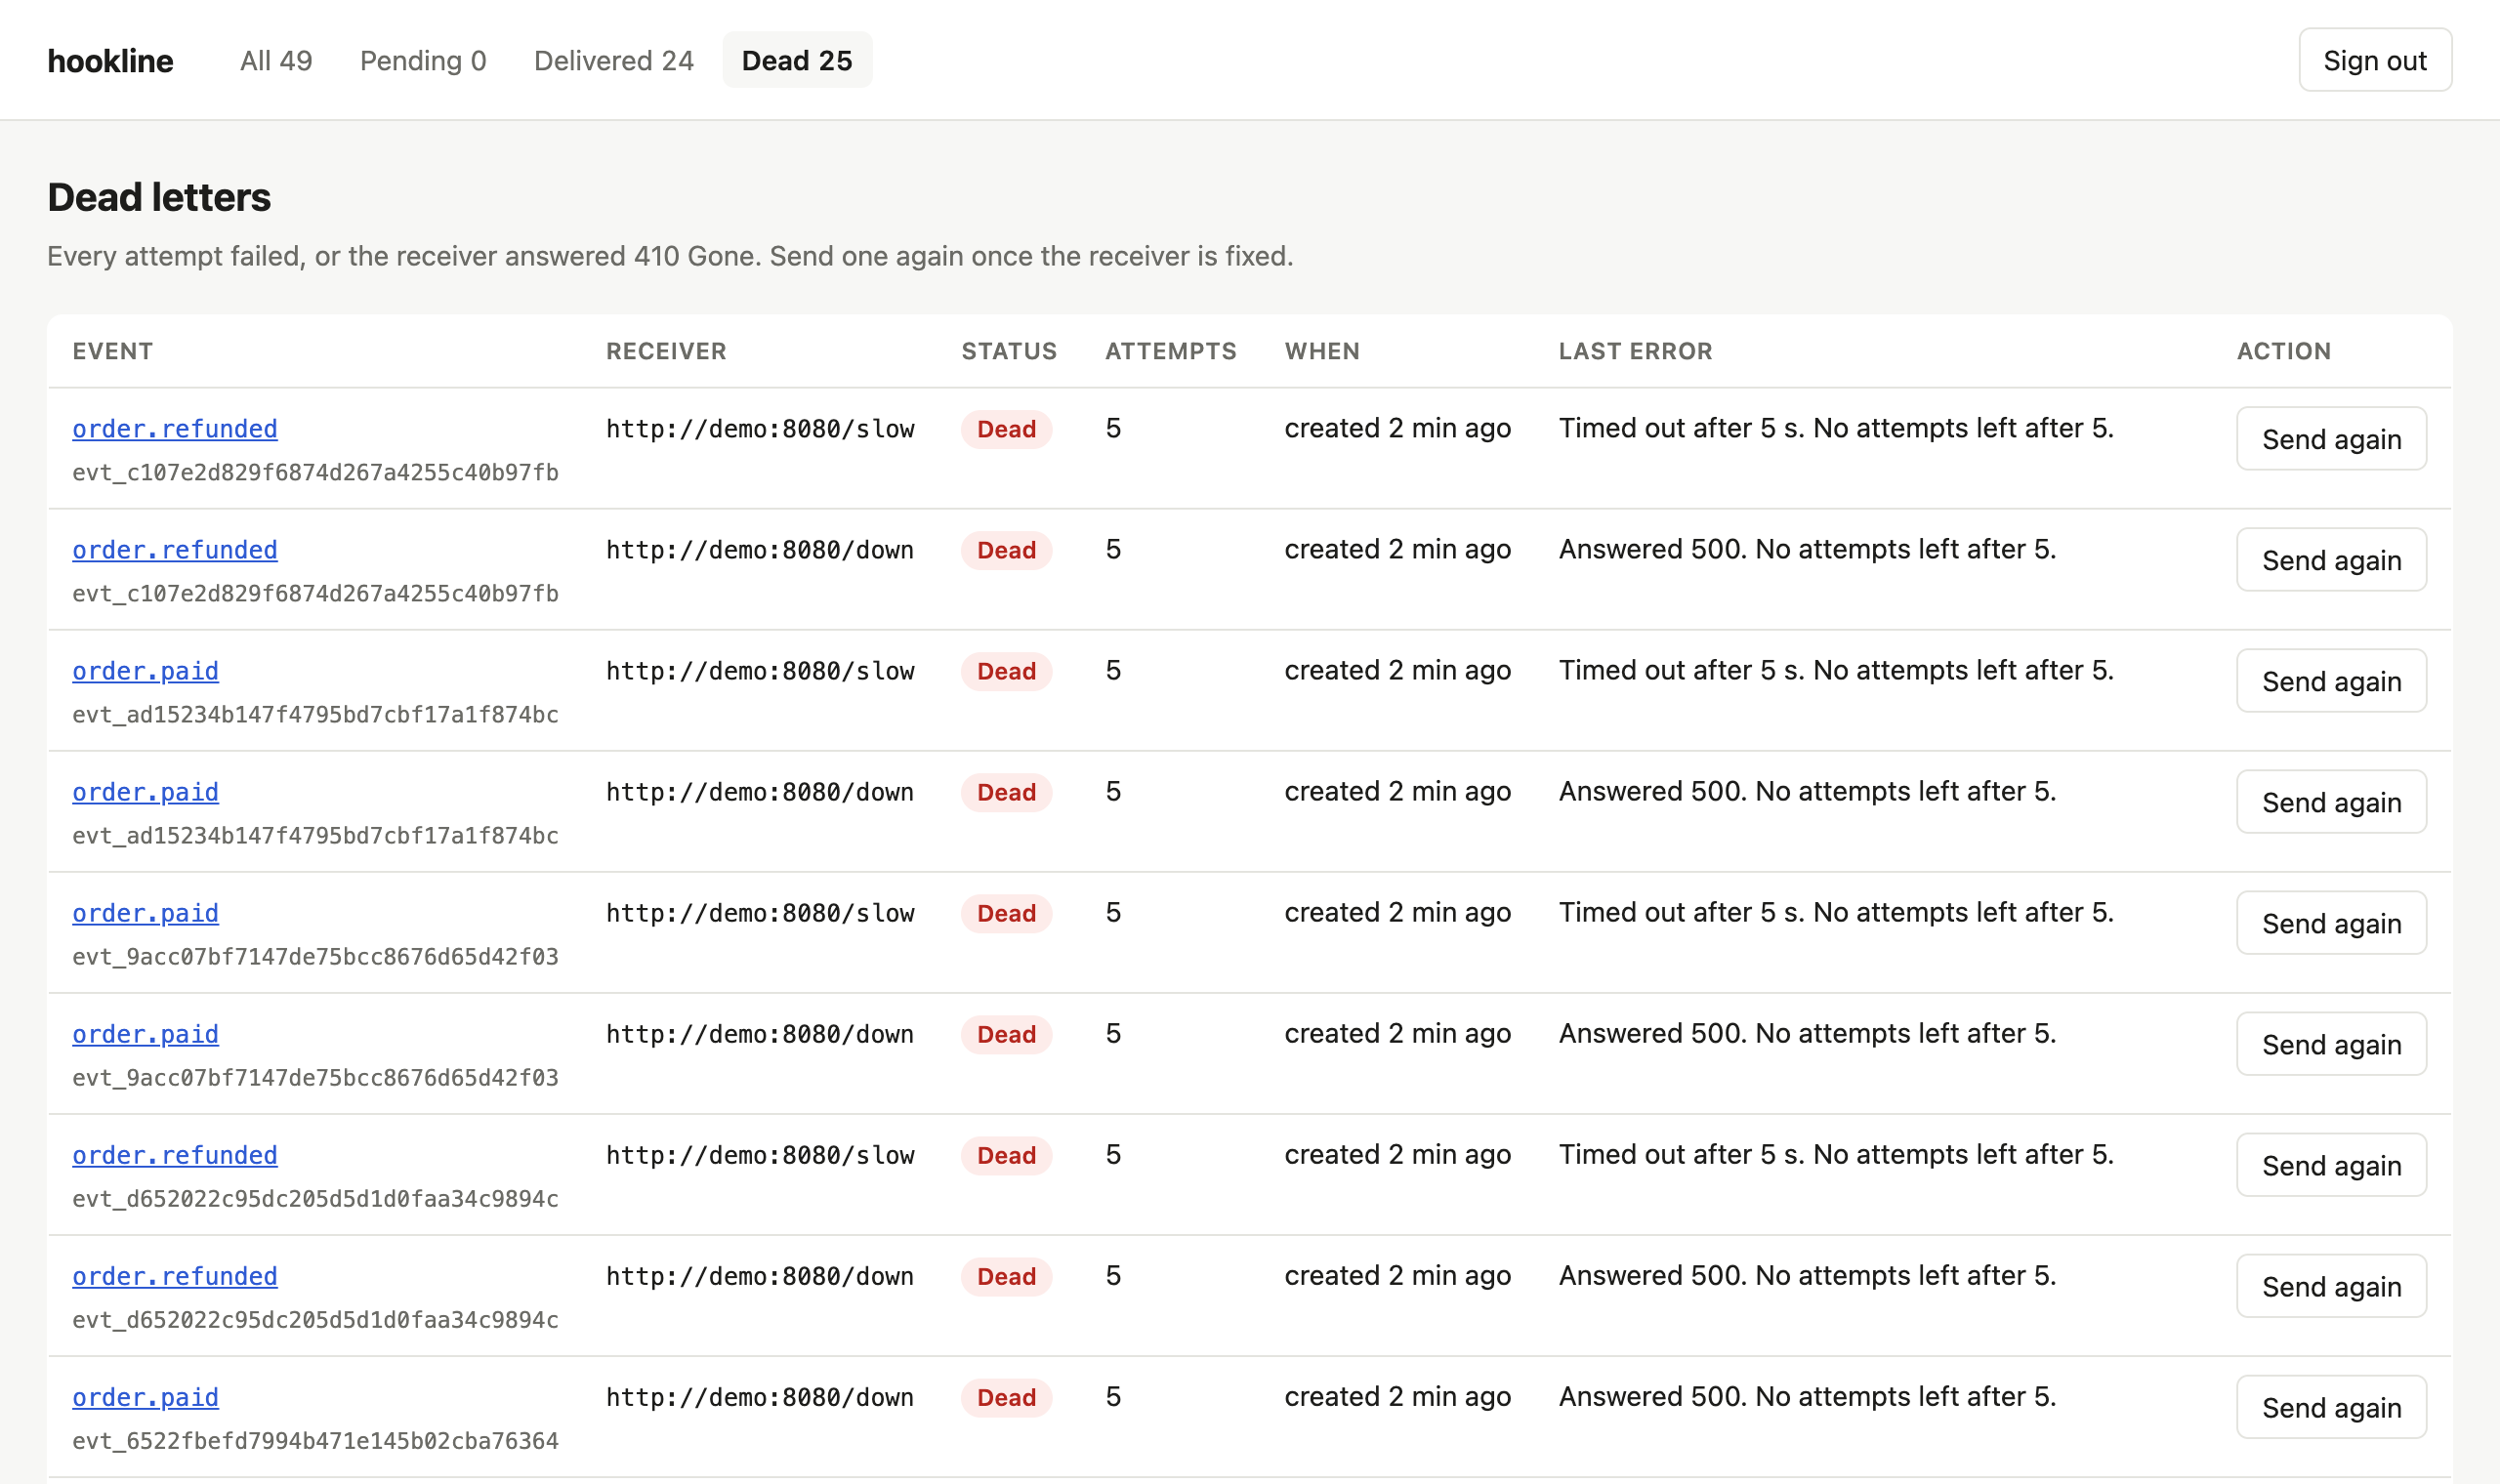 hookline All 49 Pending 0 Delivered 24 Dead 25 Sign out
Dead letters
Every attempt failed, or the receiver answered 410 Gone. Send one again once the receiver is fixed.
EVENT RECEIVER STATUS ATTEMPTS WHEN LAST ERROR ACTION
order.refunded http://demo:8080/slow Dead 5 created 2 min ago Timed out after 5 s. No attempts left after 5. Send again
evt_c107e2d829f6874d267a4255c40b97fb
order.refunded http://demo:8080/down Dead 5 created 2 min ago Answered 500. No attempts left after 5. Send again
evt_c107e2d829f6874d267a4255c40b97fb
order.paid http://demo:8080/slow Dead 5 created 2 min ago Timed out after 5 s. No attempts left after 5. Send again
evt_ad15234b147f4795bd7cbf17a1f874bc
order.paid http://demo:8080/down Dead 5 created 2 min ago Answered 500. No attempts left after 5. Send again
evt_ad15234b147f4795bd7cbf17a1f874bc
order.paid http://demo:8080/slow Dead 5 created 2 min ago Timed out after 5 s. No attempts left after 5. Send again
evt_9acc07bf7147de75bcc8676d65d42f03
order.paid http://demo:8080/down Dead 5 created 2 min ago Answered 500. No attempts left after 5. Send again
evt_9acc07bf7147de75bcc8676d65d42f03
order.refunded http://demo:8080/slow Dead 5 created 2 min ago Timed out after 5 s. No attempts left after 5. Send again
evt_d652022c95dc205d5d1d0faa34c9894c
order.refunded http://demo:8080/down Dead 5 created 2 min ago Answered 500. No attempts left after 5. Send again
evt_d652022c95dc205d5d1d0faa34c9894c
order.paid http://demo:8080/down Dead 5 created 2 min ago Answered 500. No attempts left after 5. Send again
evt_6522fbefd7994b471e145b02cba76364